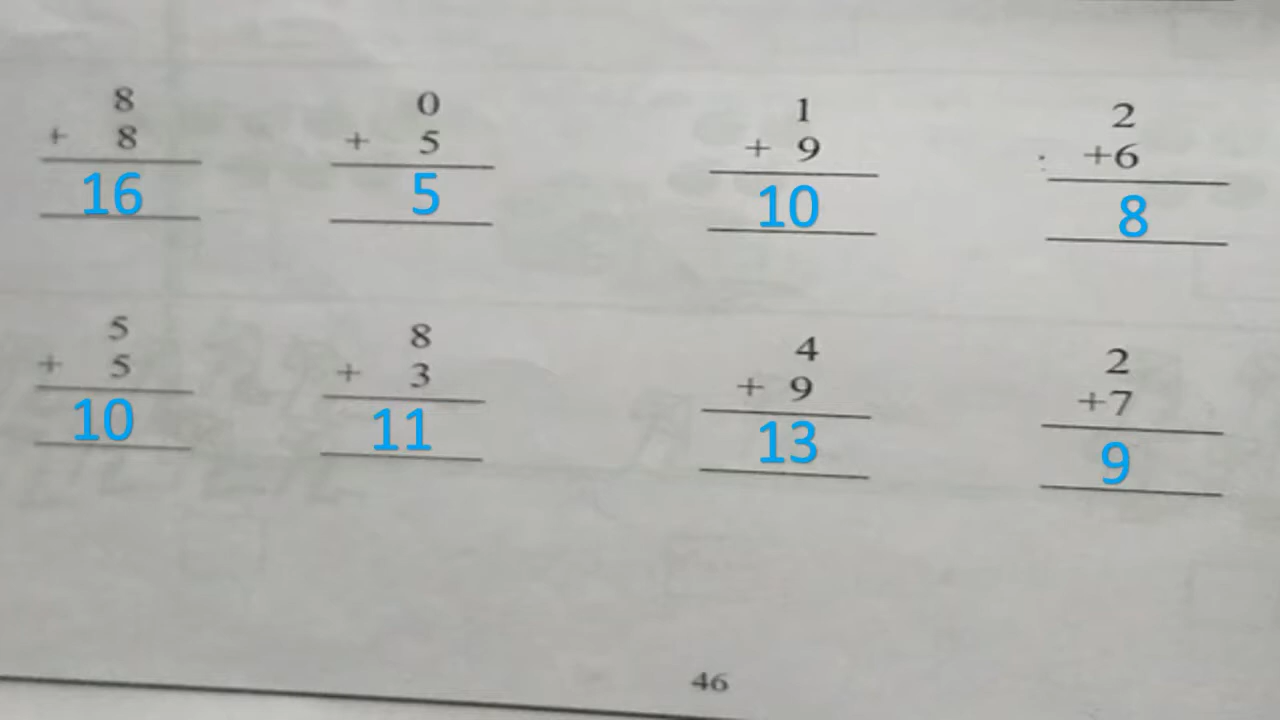 8 0 1 2
+ 8 + 5 + 9 +6
16 5 10 8
5 8 4 2
+ 5 + 3 + 9 +7
10 11 13 9
46